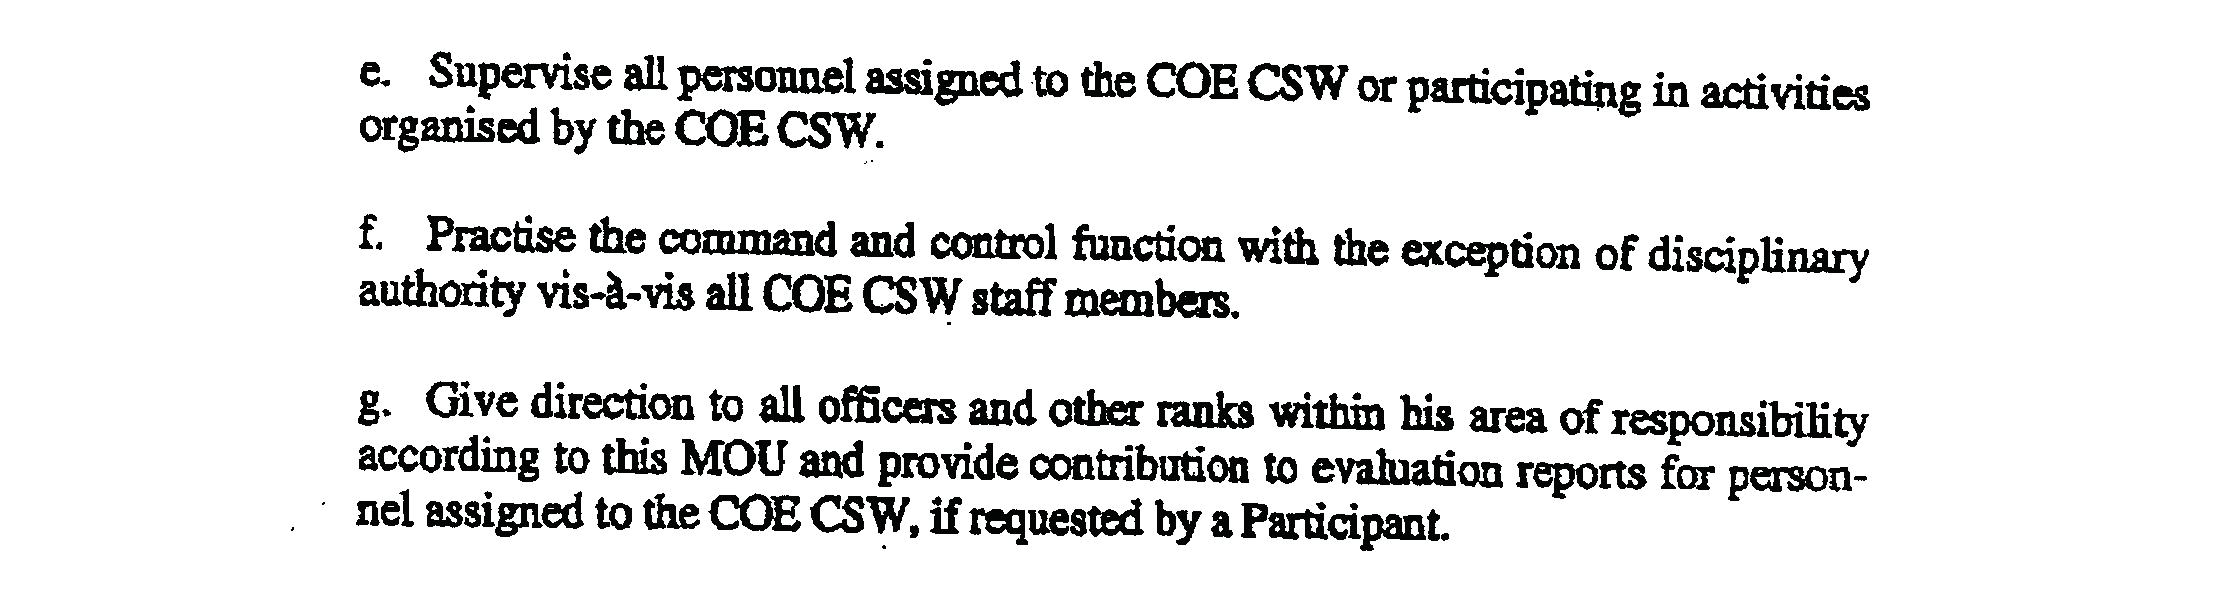 e. Supervise all personnel assigned to the COE CSW or participating in activities
organised by the COE CSW.
f. Practise the command and control function with the exception of disciplinary
authority vis-à-vis all COE CSW staff members.
g. Give direction to all officers and other ranks within his area of responsibility
according to this MOU and provide contribution to evaluation reports for person-
nel assigned to the COE CSW, if requested by a Participant.